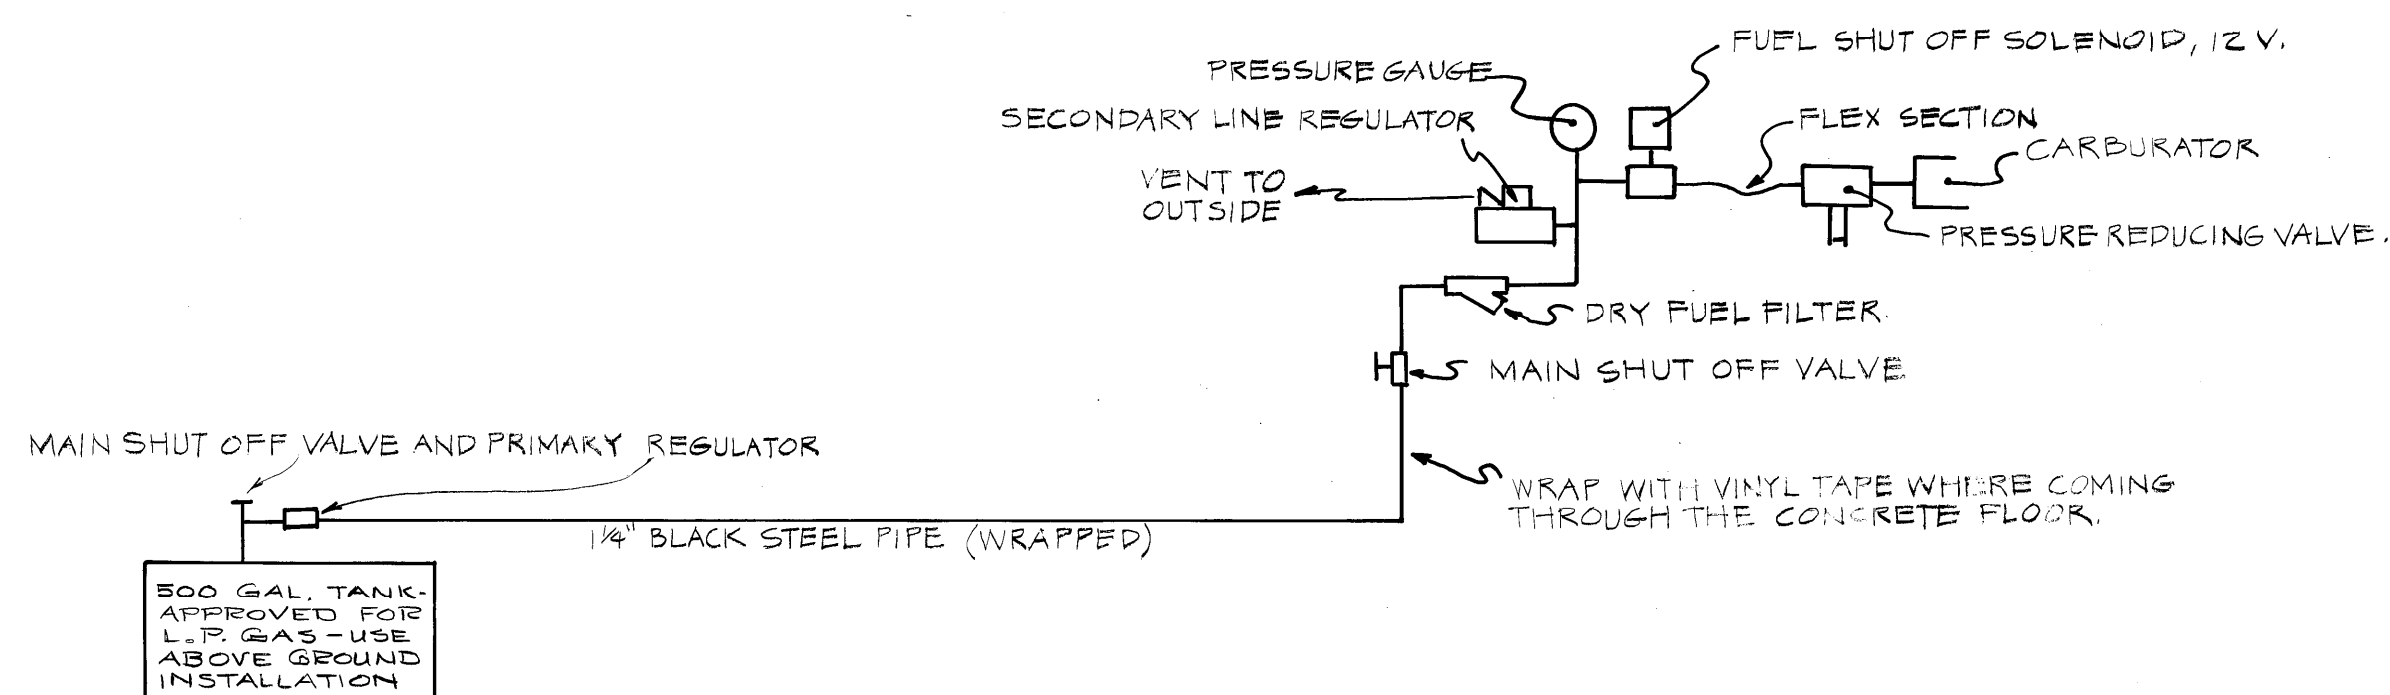 FUEL SHUT OFF SOLENOID, 12 V.
PRESSURE GAUGE
SECONDARY LINE REGULATOR
FLEX SECTION
CARBURATOR
VENT TO
OUTSIDE
PRESSURE REDUCING VALVE.
DRY FUEL FILTER
MAIN SHUT OFF VALVE
MAIN SHUT OFF VALVE AND PRIMARY REGULATOR
WRAP WITH VINYL TAPE WHERE COMING
THROUGH THE CONCRETE FLOOR.
1 1/4" BLACK STEEL PIPE (WRAPPED)
500 GAL. TANK-
APPROVED FOR
L.P. GAS-USE
ABOVE GROUND
INSTALLATION